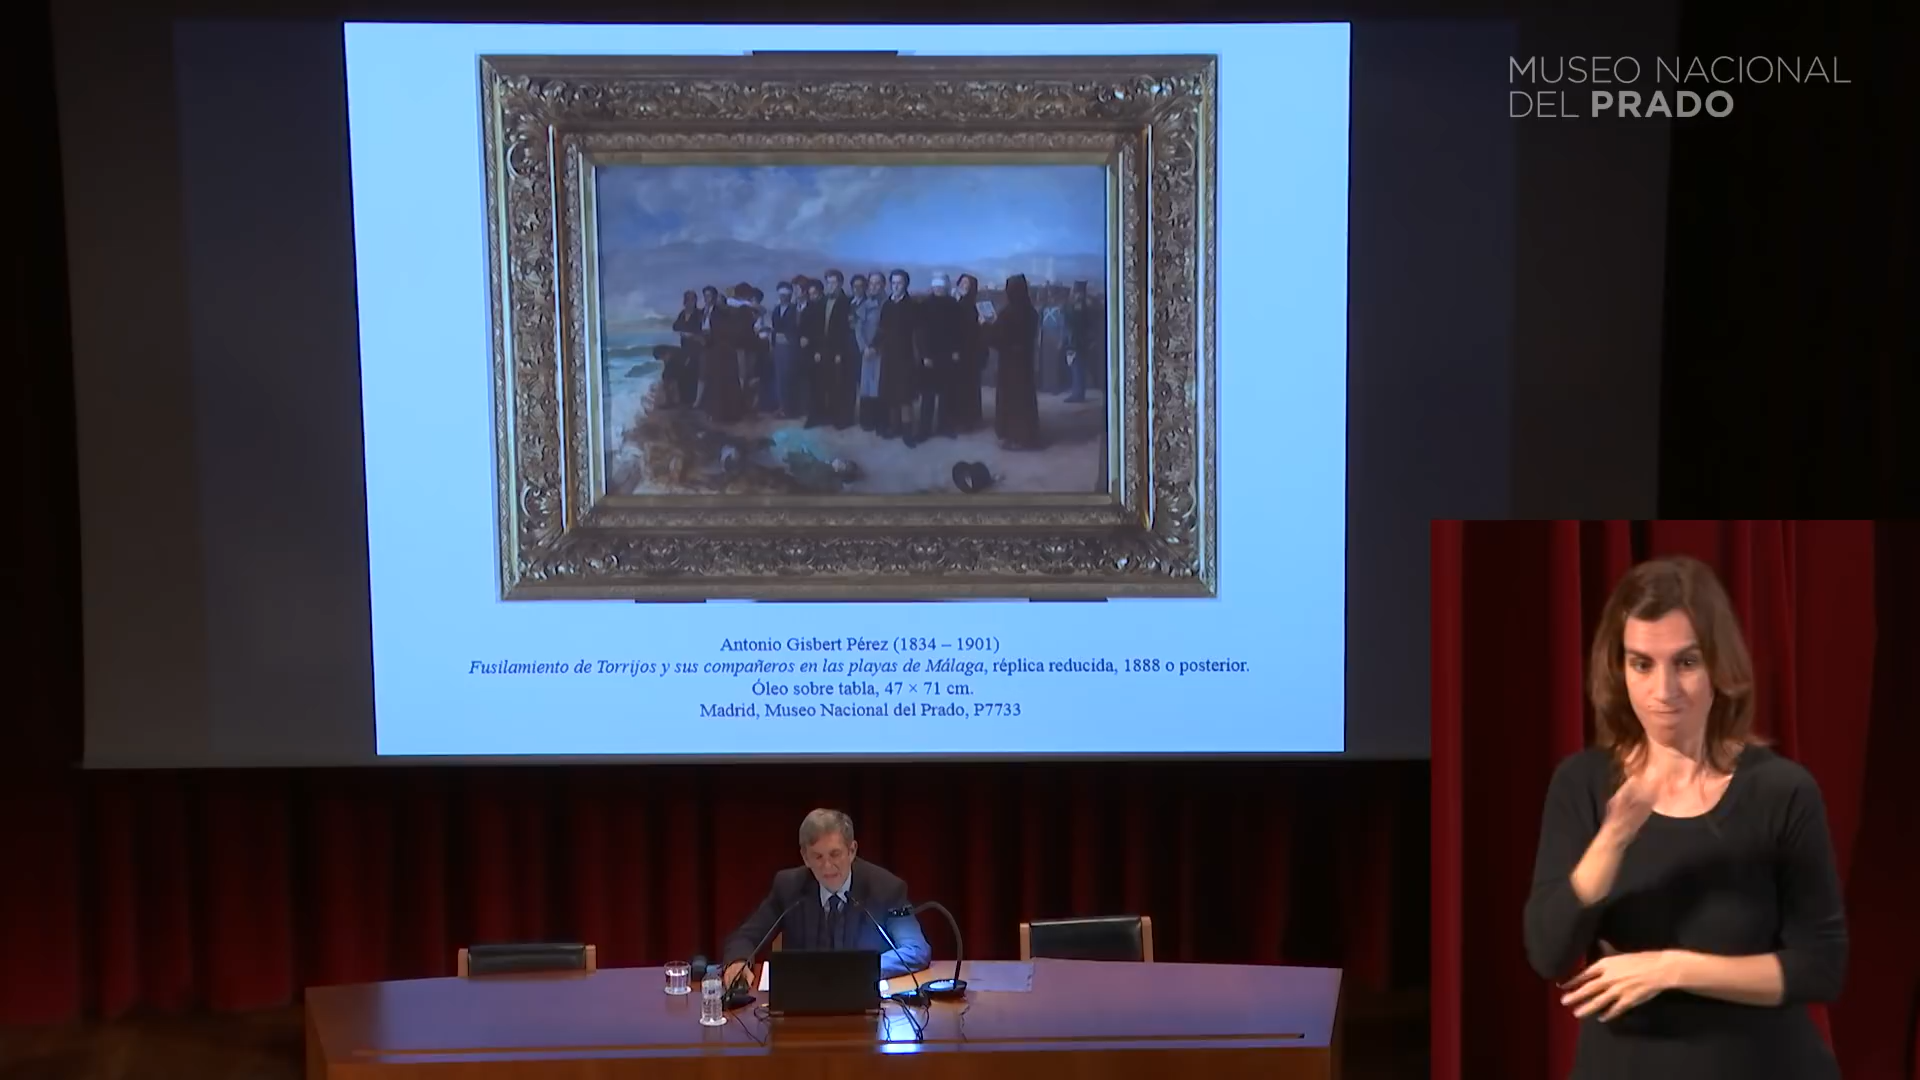 MUSEO NACIONAL
DEL PRADO
Antonio Gisbert Pérez (1834 – 1901)
Fusilamiento de Torrijos y sus compañeros en las playas de Málaga, réplica reducida, 1888 o posterior.
Óleo sobre tabla, 47 × 71 cm.
Madrid, Museo Nacional del Prado, P7733